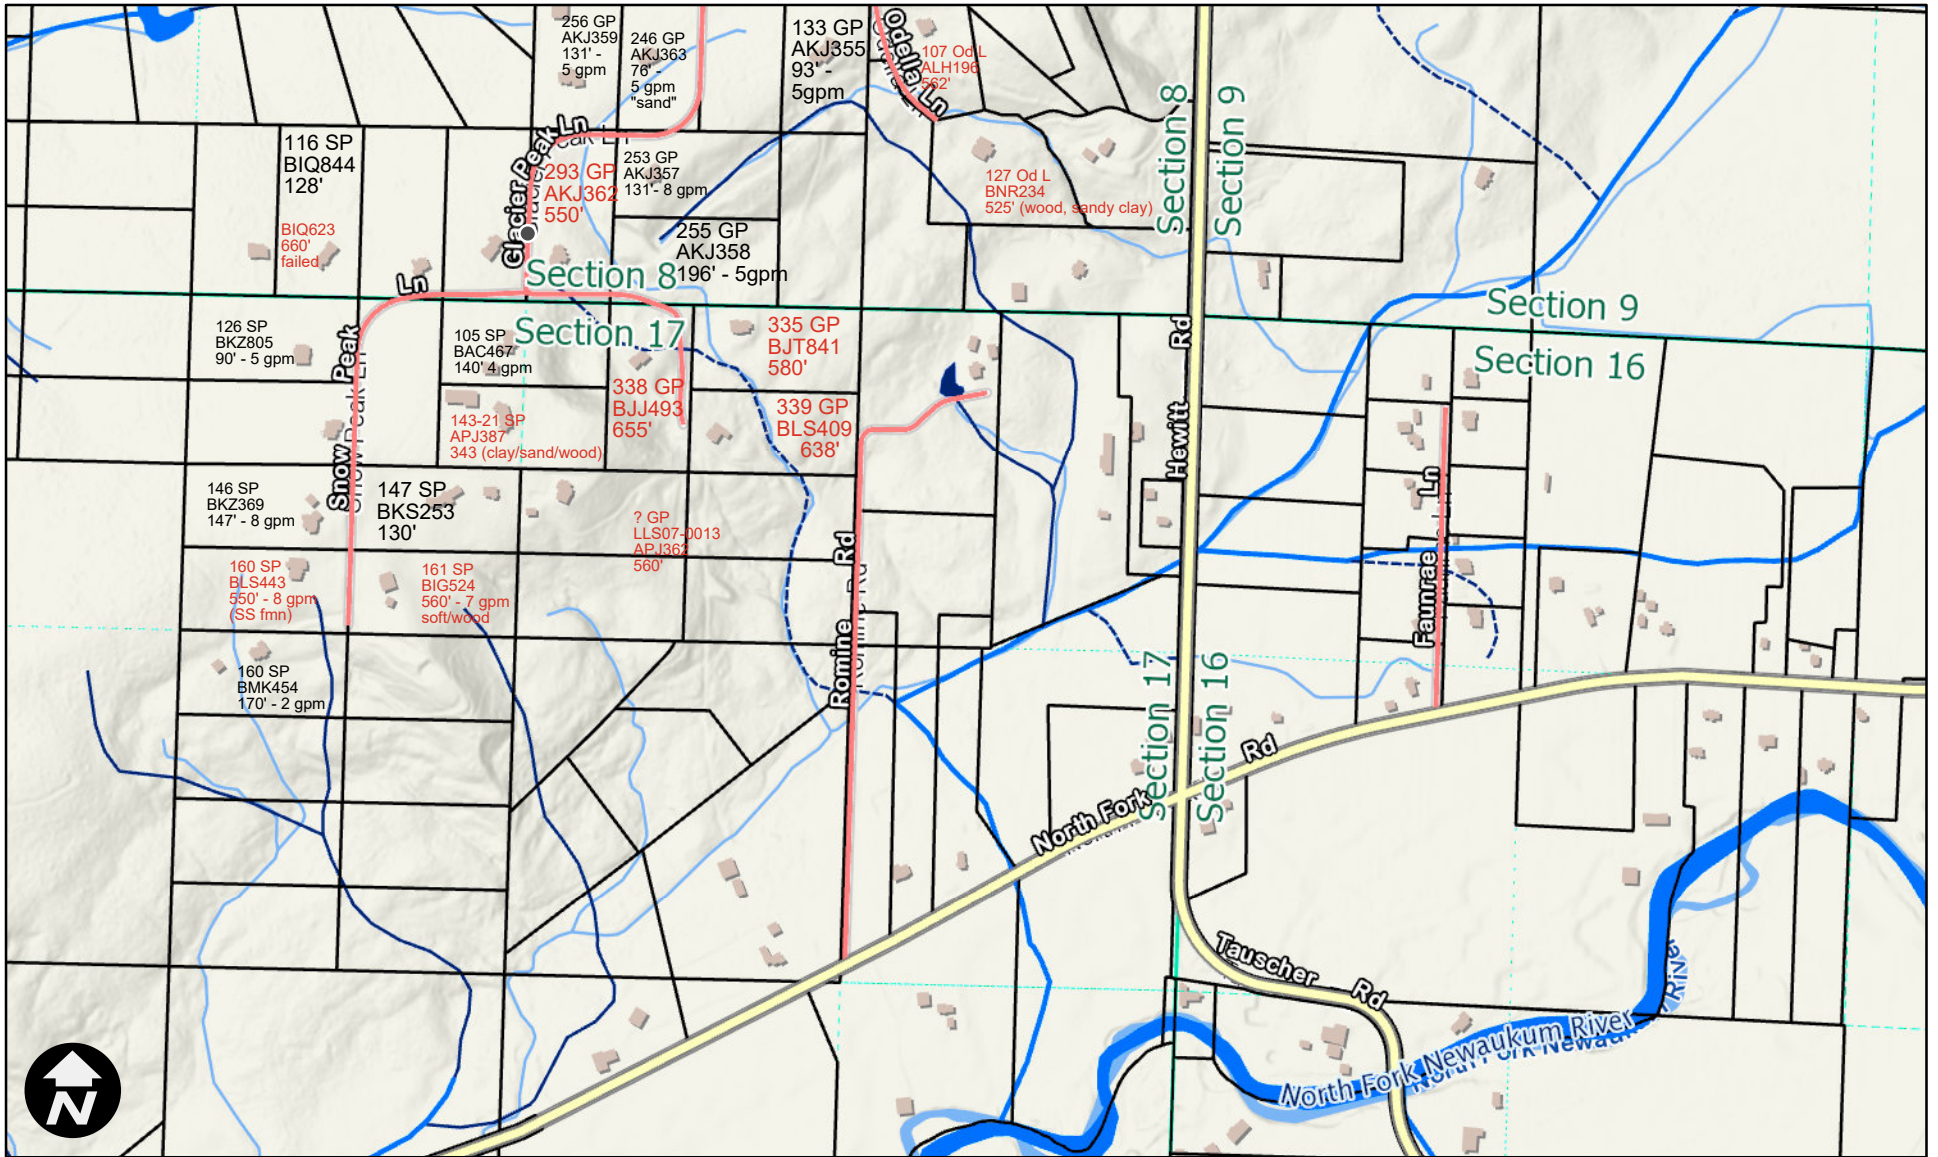 256 GP
AKJ359
131' -
5 gpm
246 GP
AKJ363
76' -
5 gpm
"sand"
133 GP
AKJ355
93' -
5gpm
Odella Ln
107 Od L
ALH196
562'
Section 8
Section 9
116 SP
BIQ844
128'
BIQ623
660'
failed
Glacier Peak Ln
293 GP
AKJ362
550'
253 GP
AKJ357
131'- 8 gpm
255 GP
AKJ358
196' - 5gpm
127 Od L
BNR234
525' (wood, sandy clay)
Section 8
Section 17
Section 9
Section 16
Snow Peak Ln
126 SP
BKZ805
90' - 5 gpm
105 SP
BAC467
140' 4 gpm
335 GP
BJT841
580'
338 GP
BJJ493
655'
339 GP
BLS409
638'
143-21 SP
APJ387
343 (clay/sand/wood)
146 SP
BKZ369
147' - 8 gpm
147 SP
BKS253
130'
? GP
LLS07-0013
APJ362
560'
160 SP
BLS443
550' - 8 gpm
(SS fmn)
161 SP
BIG524
560' - 7 gpm
soft/wood
160 SP
BMK454
170' - 2 gpm
Romine Rd
Hewitt Rd
Faunrae Ln
Section 17
Section 16
North Fork Rd
Tauscher Rd
North Fork Newaukum River
River
N